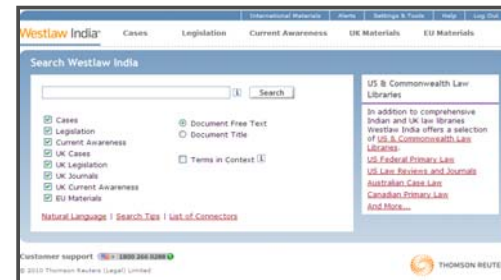 International Materials Alerts Settings & Tools Help Log Out
Westlaw India Cases Legislation Current Awareness UK Materials EU Materials
Search Westlaw India
Search
Cases
Legislation
Current Awareness
UK Cases
UK Legislation
UK Journals
UK Current Awareness
EU Materials
Document Free Text
Document Title
Terms in Context
Natural Language | Search Tips | List of Connectors
US & Commonwealth Law
Libraries
In addition to comprehensive
Indian and UK law libraries
Westlaw India offers a selection
of US & Commonwealth Law
Libraries.
US Federal Primary Law
US Law Reviews and Journals
Australian Case Law
Canadian Primary Law
And More...
Customer support 1800 266 0288
© 2010 Thomson Reuters (Legal) Limited
THOMSON REUTE